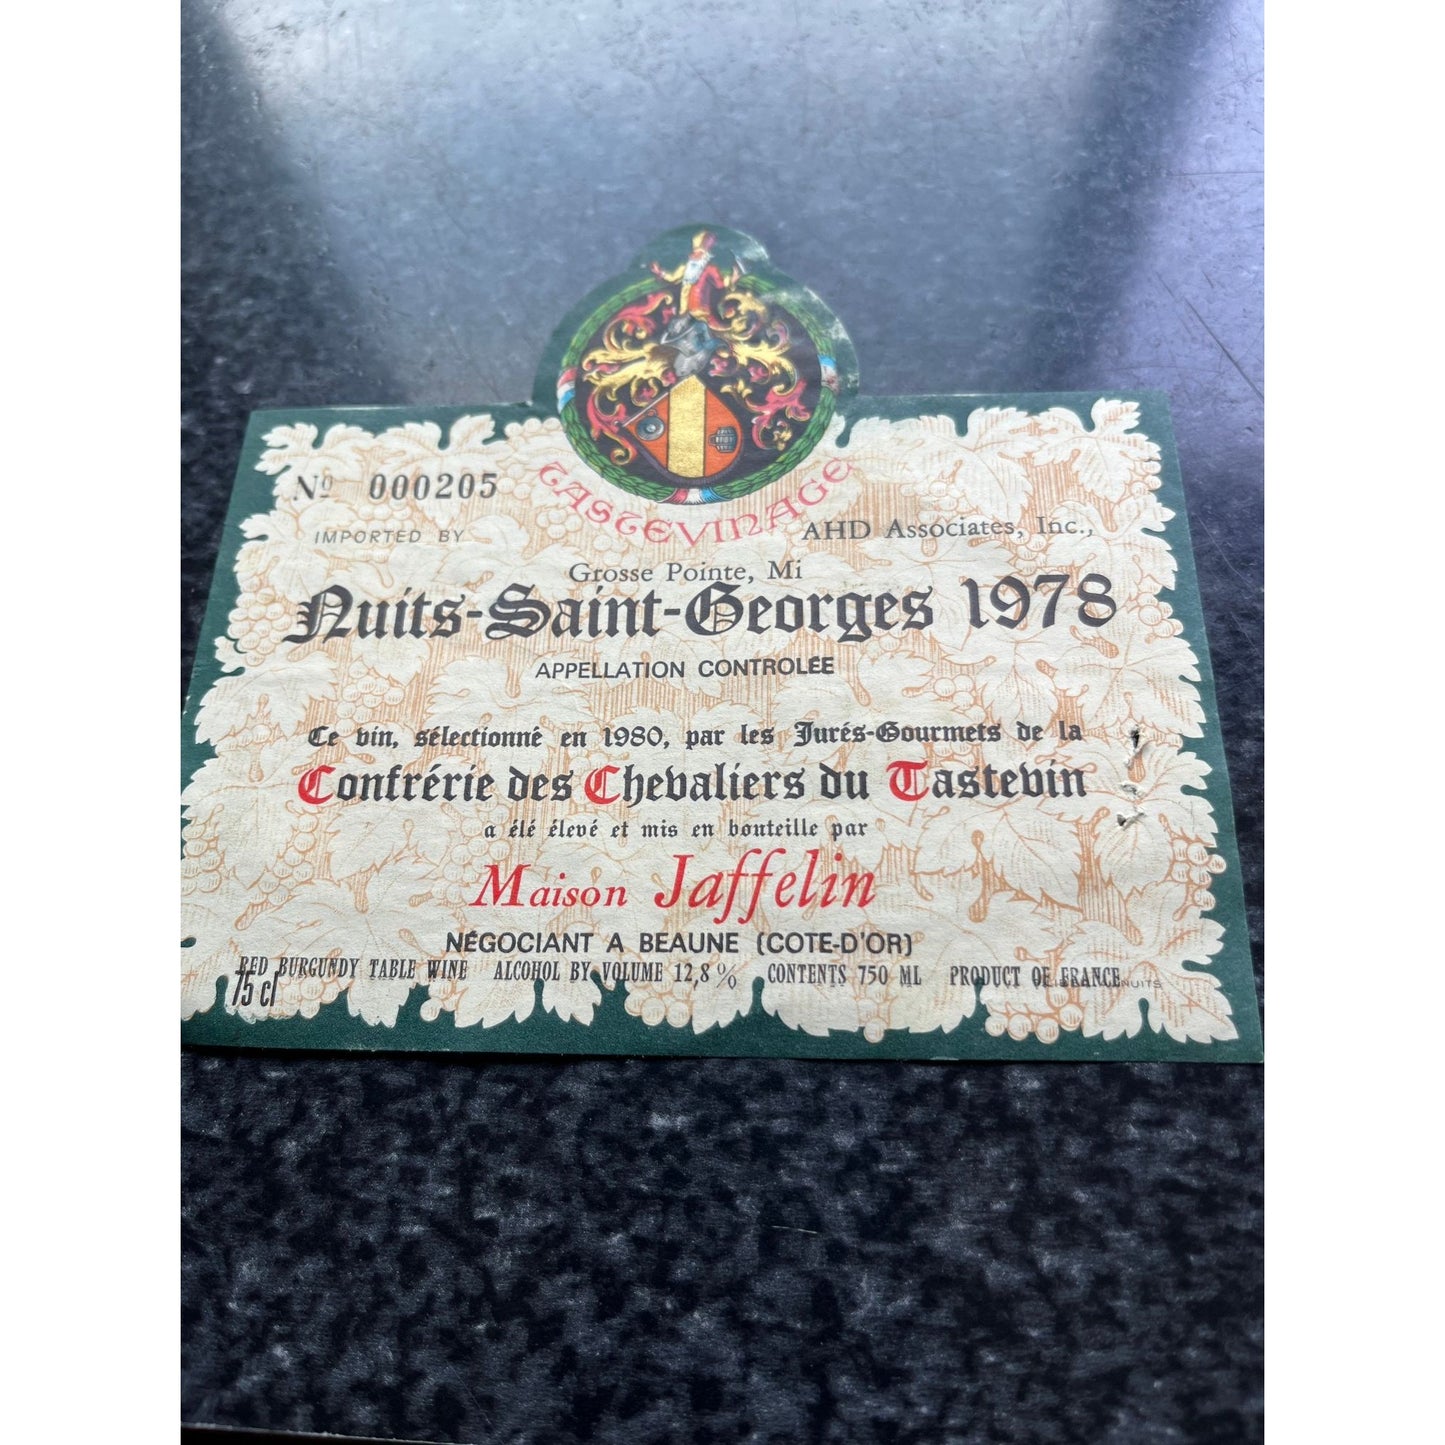 TASTEVINAGE
Nº 000205
IMPORTED BY AHD Associates, Inc.,
Grosse Pointe, Mi
Nuits-Saint-Georges 1978
APPELLATION CONTROLÉE
Ce vin, sélectionné en 1980, par les Jurés-Gourmets de la
Confrérie des Chevaliers du Tastevin
a élé élevé et mis en bouteille par
Maison Jaffelin
NÉGOCIANT A BEAUNE (COTE-D'OR)
RED BURGUNDY TABLE WINE ALCOHOL BY VOLUME 12,8% CONTENTS 750 ML PRODUCT OF FRANCE
75 cl
NUITS